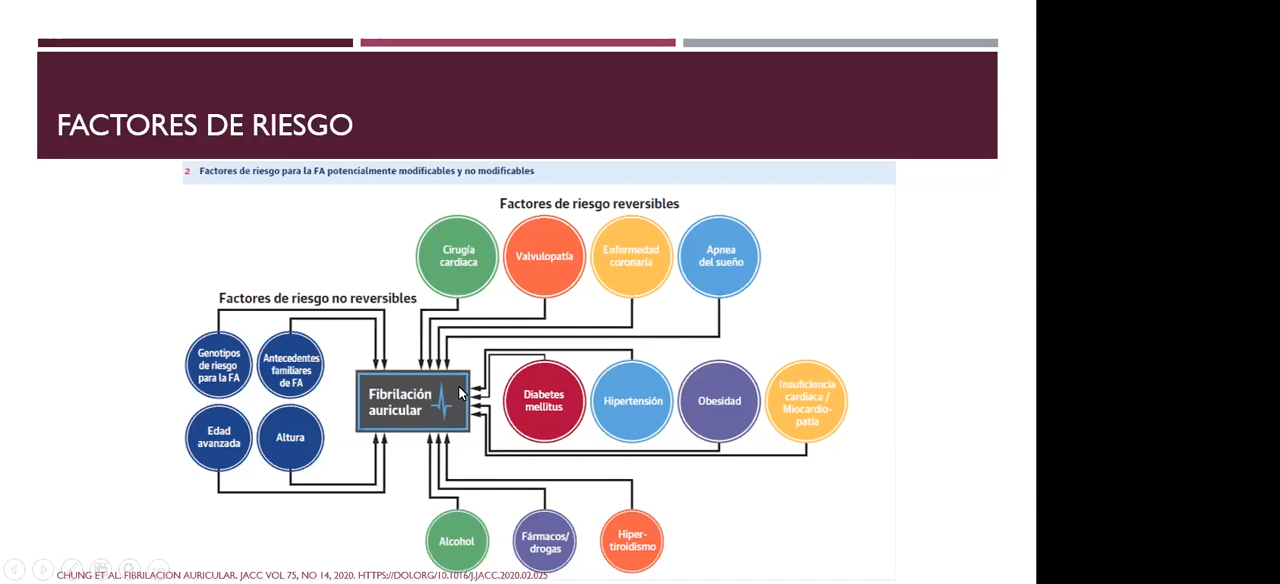 FACTORES DE RIESGO
2 Factores de riesgo para la FA potencialmente modificables y no modificables
Factores de riesgo reversibles
Cirugía
cardiaca
Valvulopatía
Enfermedad
coronaria
Apnea
del sueño
Factores de riesgo no reversibles
Genotipos
de riesgo
para la FA
Antecedentes
familiares
de FA
Edad
avanzada
Altura
Fibrilación
auricular
Diabetes
mellitus
Hipertensión
Obesidad
Insuficiencia
cardiaca /
Miocardio-
patía
Alcohol
Fármacos/
drogas
Hiper-
tiroidismo
CHUNG ET AL. FIBRILACIÓN AURICULAR. JACC VOL 75, NO 14, 2020. HTTPS://DOI.ORG/10.1016/J.JACC.2020.02.025